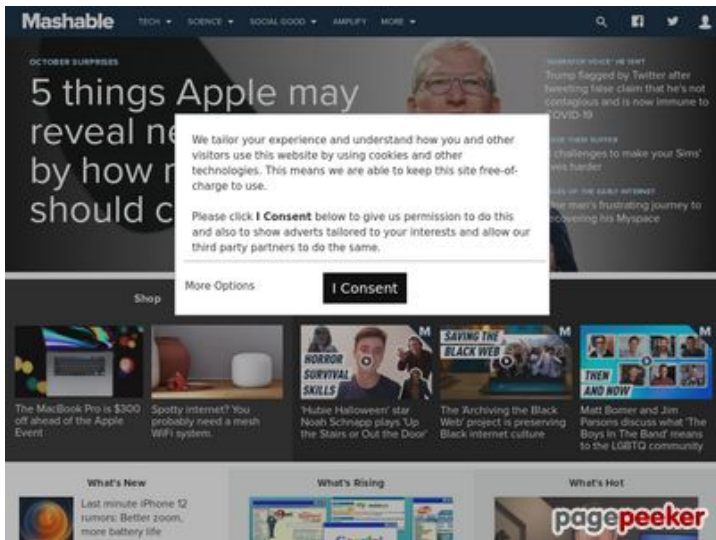 Mashable
TECH SCIENCE SOCIAL GOOD AMPLIFY MORE
OCTOBER SURPRISES
5 things Apple may
reveal
by how
should
Trump flagged by Twitter after
tweeting false claim that he's not
contagious and is now immune to
COVID-19
challenges to make your Sims'
harder
man's frustrating journey to
recovering his Myspace
We tailor your experience and understand how you and other
visitors use this website by using cookies and other
technologies. This means we are able to keep this site free-of-
charge to use.
Please click I Consent below to give us permission to do this
and also to show adverts tailored to your interests and allow our
third party partners to do the same.
More Options
I Consent
Shop
HORROR
SURVIVAL
SKILLS
M
SAVING THE
BLACK WEB
M
THEN
AND NOW
M
The MacBook Pro is $300
off ahead of the Apple
Event
Spotty internet? You
probably need a mesh
WiFi system.
'Hubie Halloween' star
Noah Schnapp plays 'Up
the Stairs or Out the Door'
The 'Archiving the Black
Web' project is preserving
Black internet culture
Matt Bomer and Jim
Parsons discuss what 'The
Boys In The Band' means
to the LGBTQ community
What's New
Last minute iPhone 12
rumors: Better zoom,
more battery life
What's Rising
What's Hot
pagepeeker